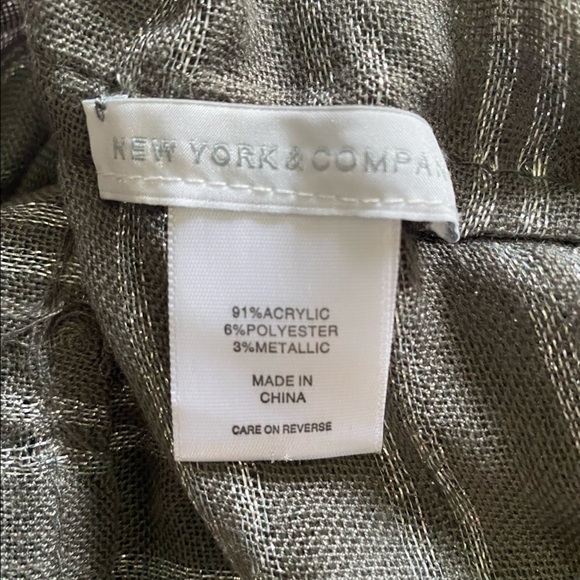 NEW YORK & COMPAN
91%ACRYLIC
6%POLYESTER
3%METALLIC
MADE IN
CHINA
CARE ON REVERSE